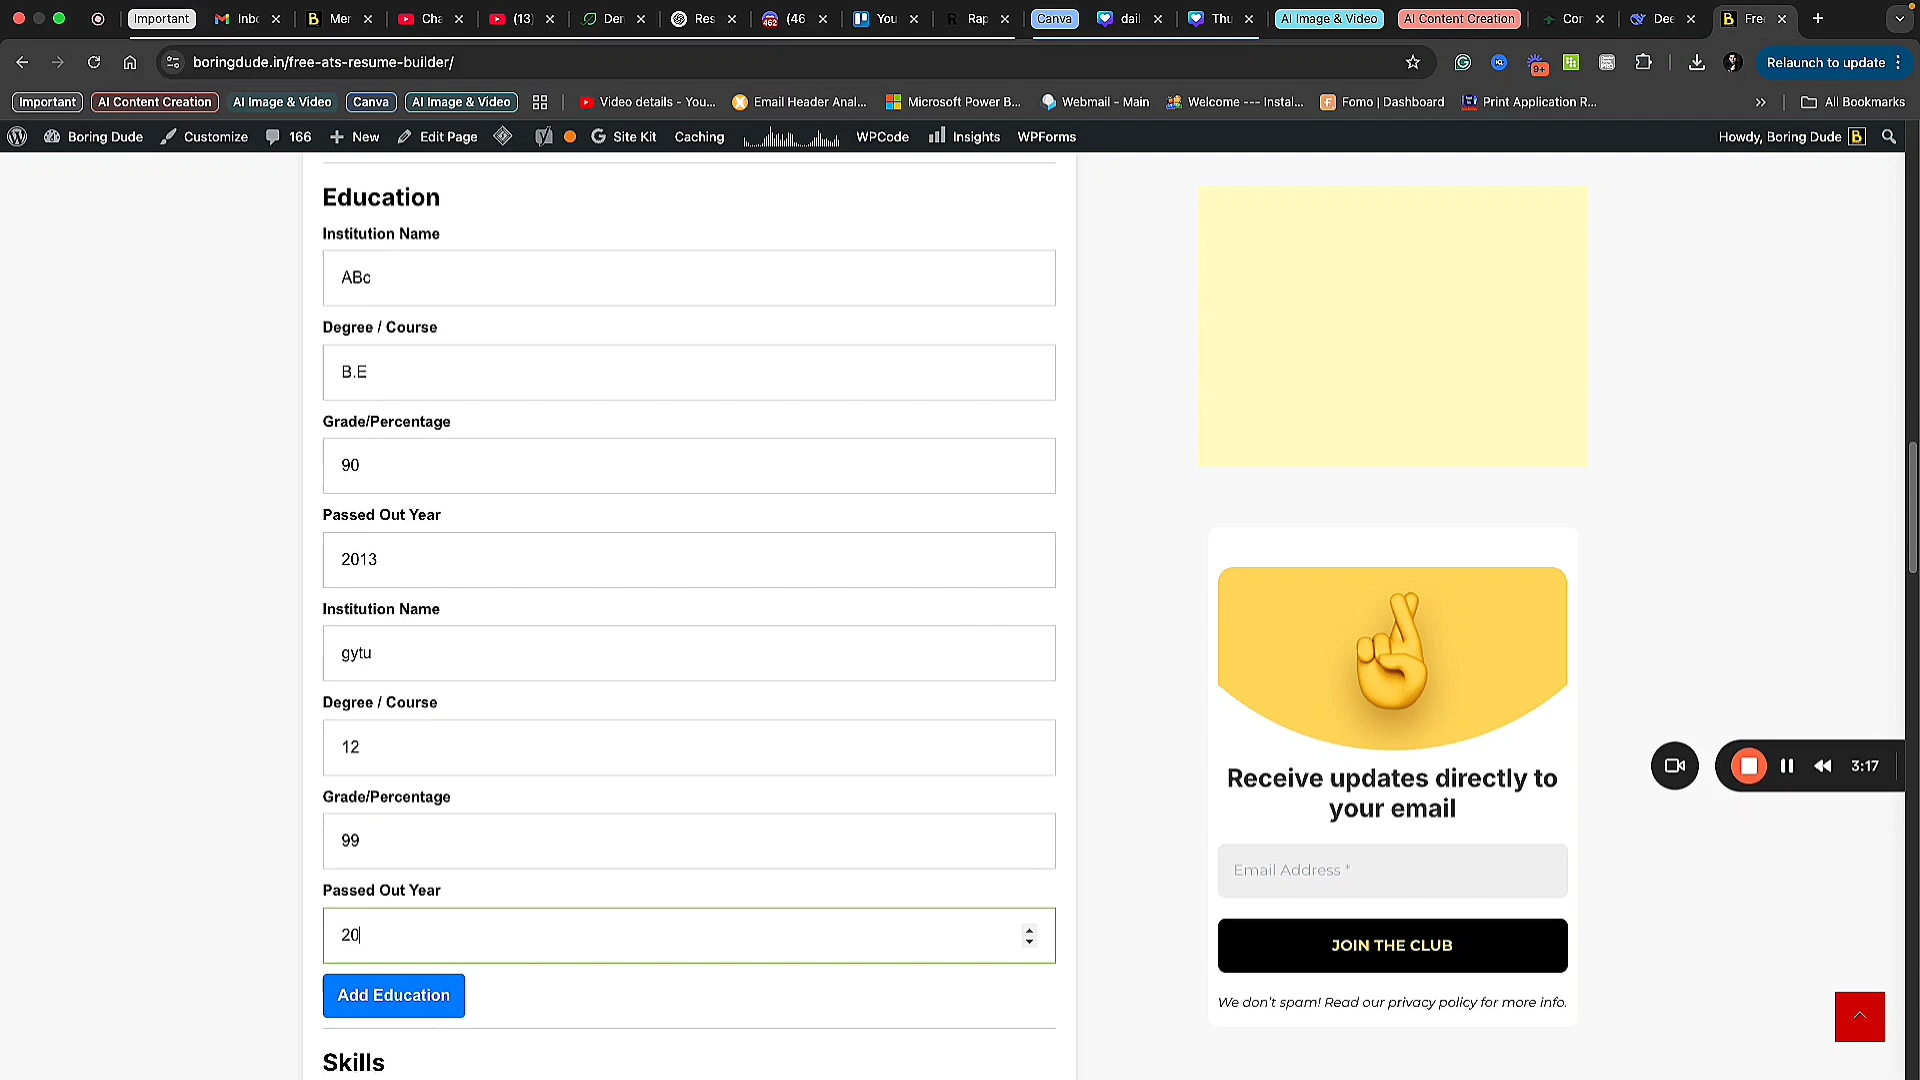 Important Inbo Mer Cha (13) Der Res (46 You Rap Canva dail Thu AI Image & Video AI Content Creation Cor Dee Free
boringdude.in/free-ats-resume-builder/ 9+ Relaunch to update
Important AI Content Creation AI Image & Video Canva AI Image & Video Video details - You... Email Header Anal... Microsoft Power B... Webmail - Main Welcome --- Instal... Fomo | Dashboard Print Application R... All Bookmarks
Boring Dude Customize 166 New Edit Page Site Kit Caching WPCode Insights WPForms Howdy, Boring Dude
Education
Institution Name
ABc
Degree / Course
B.E
Grade/Percentage
90
Passed Out Year
2013
Institution Name
gytu
Degree / Course
12
Grade/Percentage
99
Passed Out Year
20
Add Education
Skills
Receive updates directly to
your email
Email Address *
JOIN THE CLUB
We don't spam! Read our privacy policy for more info.
3:17